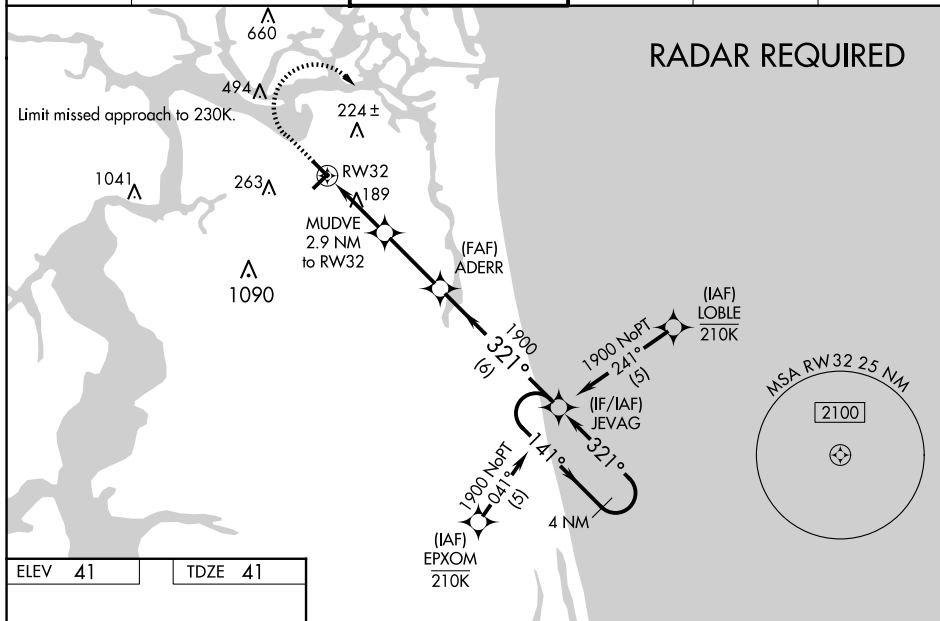 RADAR REQUIRED
660
494
Limit missed approach to 230K.
224 ±
RW32
1041
263
189
MUDVE
2.9 NM
to RW32
(FAF)
ADERR
1090
(IAF)
LOBLE
210K
1900
321°
(6)
1900 NoPT
241°
(5)
MSA RW32 25 NM
2100
(IF/IAF)
JEVAG
141°
321°
1900 NoPT
041°
(5)
4 NM
(IAF)
EPXOM
210K
ELEV 41
TDZE 41